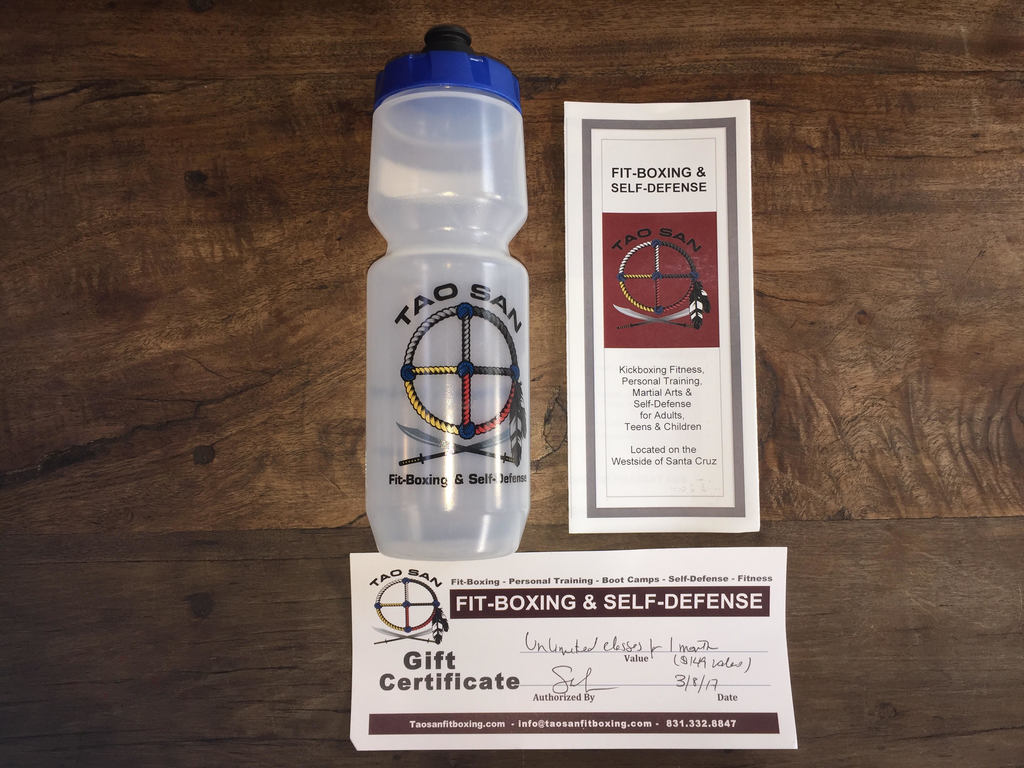 TAO SAN
Fit-Boxing & Self-Defense
FIT-BOXING &
SELF-DEFENSE
TAO SAN
Kickboxing Fitness,
Personal Training,
Martial Arts &
Self-Defense
for Adults,
Teens & Children
Located on the
Westside of Santa Cruz
TAO SAN
Fit-Boxing - Personal Training - Boot Camps - Self-Defense - Fitness
FIT-BOXING & SELF-DEFENSE
Gift
Certificate
Unlimited classes for 1 month
Value ($149 value)
3/8/17
Authorized By Date
Taosanfitboxing.com - info@taosanfitboxing.com - 831.332.8847